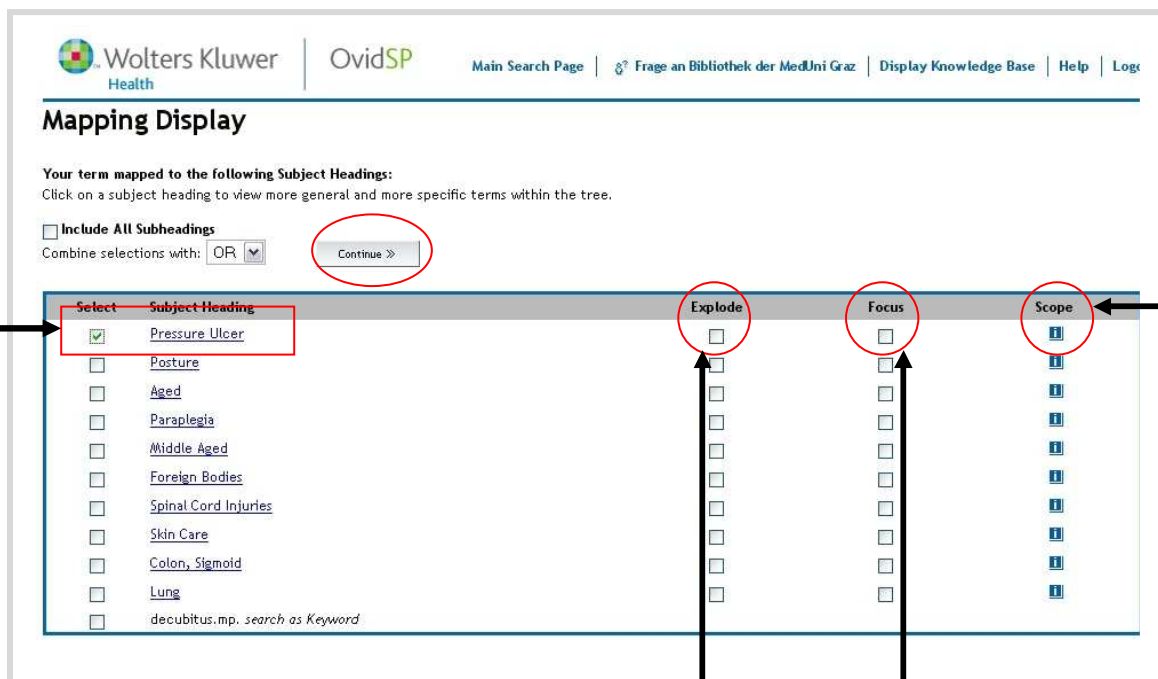 Wolters Kluwer
Health
OvidSP
Main Search Page | Frage an Bibliothek der MedUni Graz | Display Knowledge Base | Help | Logo
Mapping Display
Your term mapped to the following Subject Headings:
Click on a subject heading to view more general and more specific terms within the tree.
Include All Subheadings
Combine selections with: OR
Continue »
Select Subject Heading Explode Focus Scope
Pressure Ulcer
Posture
Aged
Paraplegia
Middle Aged
Foreign Bodies
Spinal Cord Injuries
Skin Care
Colon, Sigmoid
Lung
decubitus.mp. search as Keyword